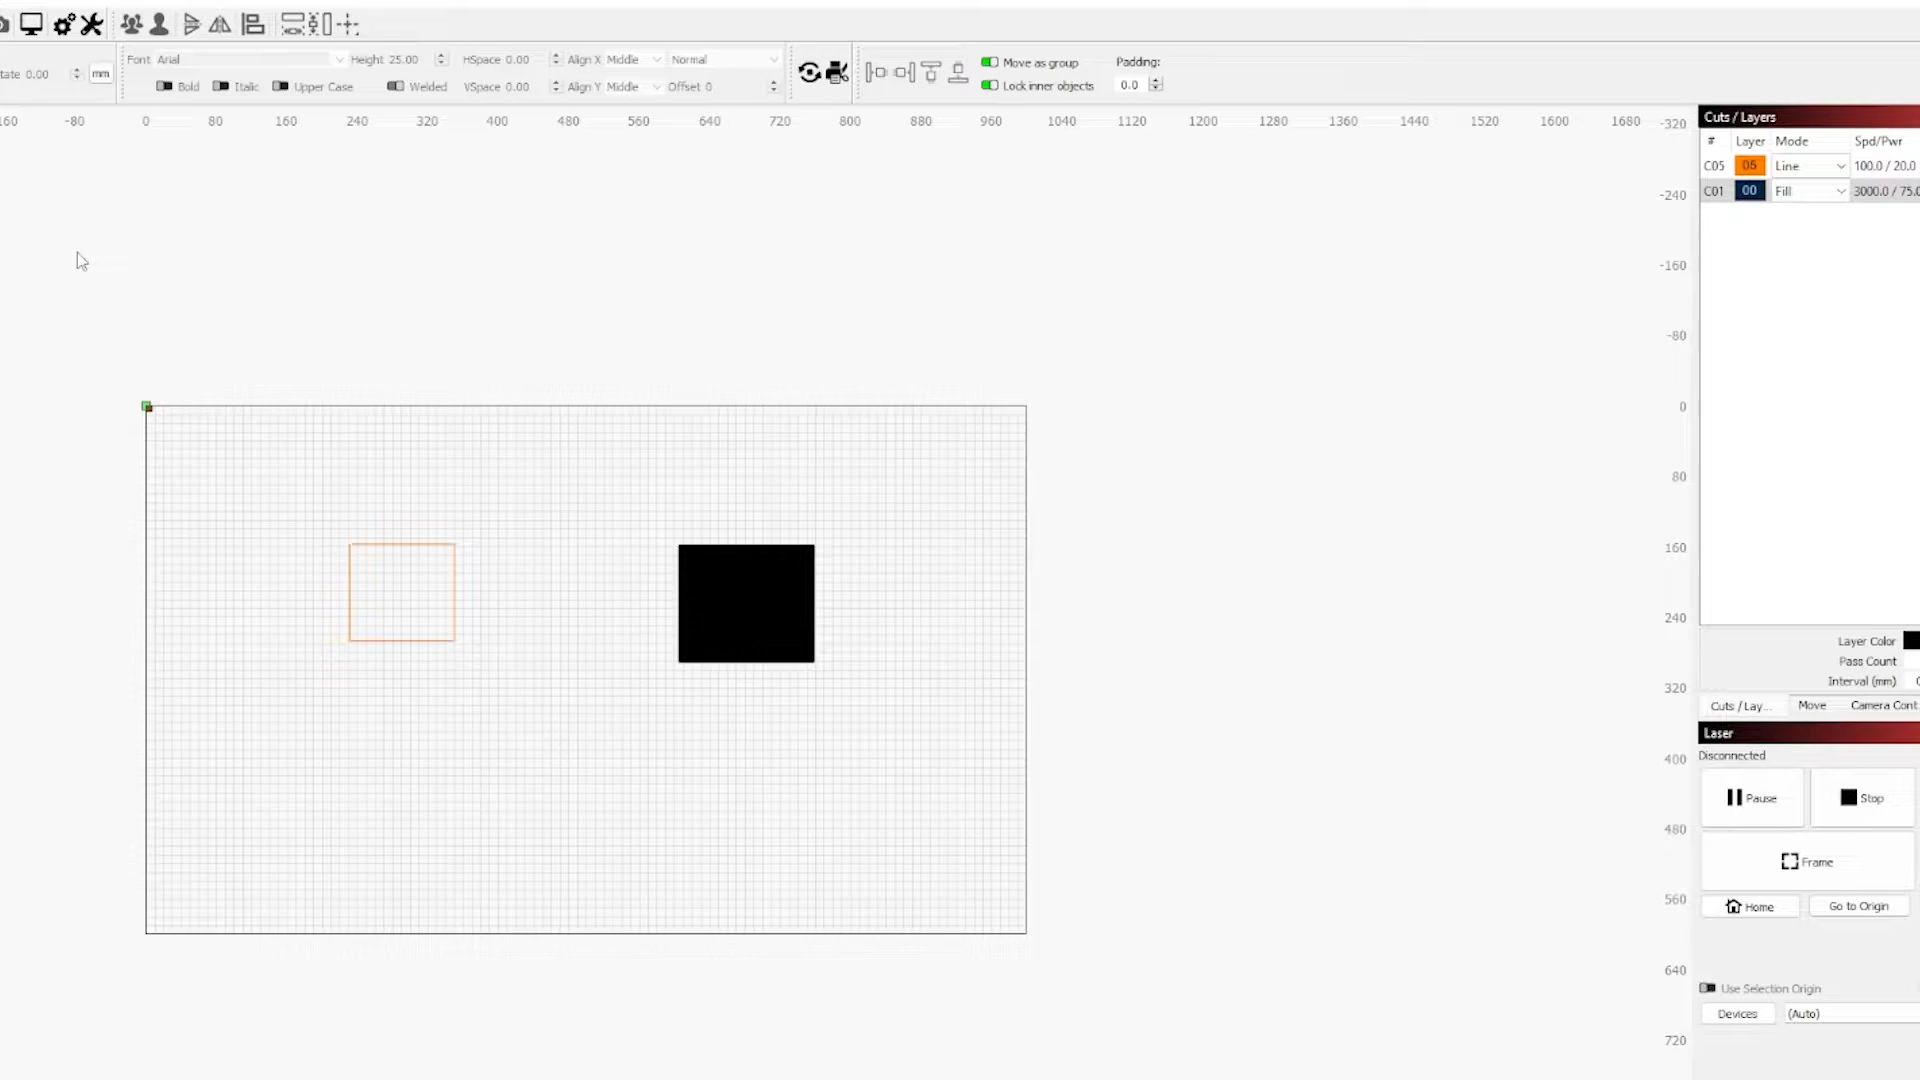 tate 0.00
mm
Font Arial
Height 25.00
HSpace 0.00
Align X Middle
Normal
Bold
Italic
Upper Case
Welded
VSpace 0.00
Align Y Middle
Offset 0
Move as group
Lock inner objects
Padding:
0.0
160 -80 0 80 160 240 320 400 480 560 640 720 800 880 960 1040 1120 1200 1280 1360 1440 1520 1600 1680
-320
-240
-160
-80
0
80
160
240
320
400
480
560
640
720
Cuts / Layers
# Layer Mode Spd/Pwr
C05 05 Line 100.0 / 20.0
C01 00 Fill 3000.0 / 75.0
Layer Color
Pass Count
Interval (mm)
Cuts / Lay... Move Camera Cont
Laser
Disconnected
Pause
Stop
Frame
Home
Go to Origin
Use Selection Origin
Devices
(Auto)